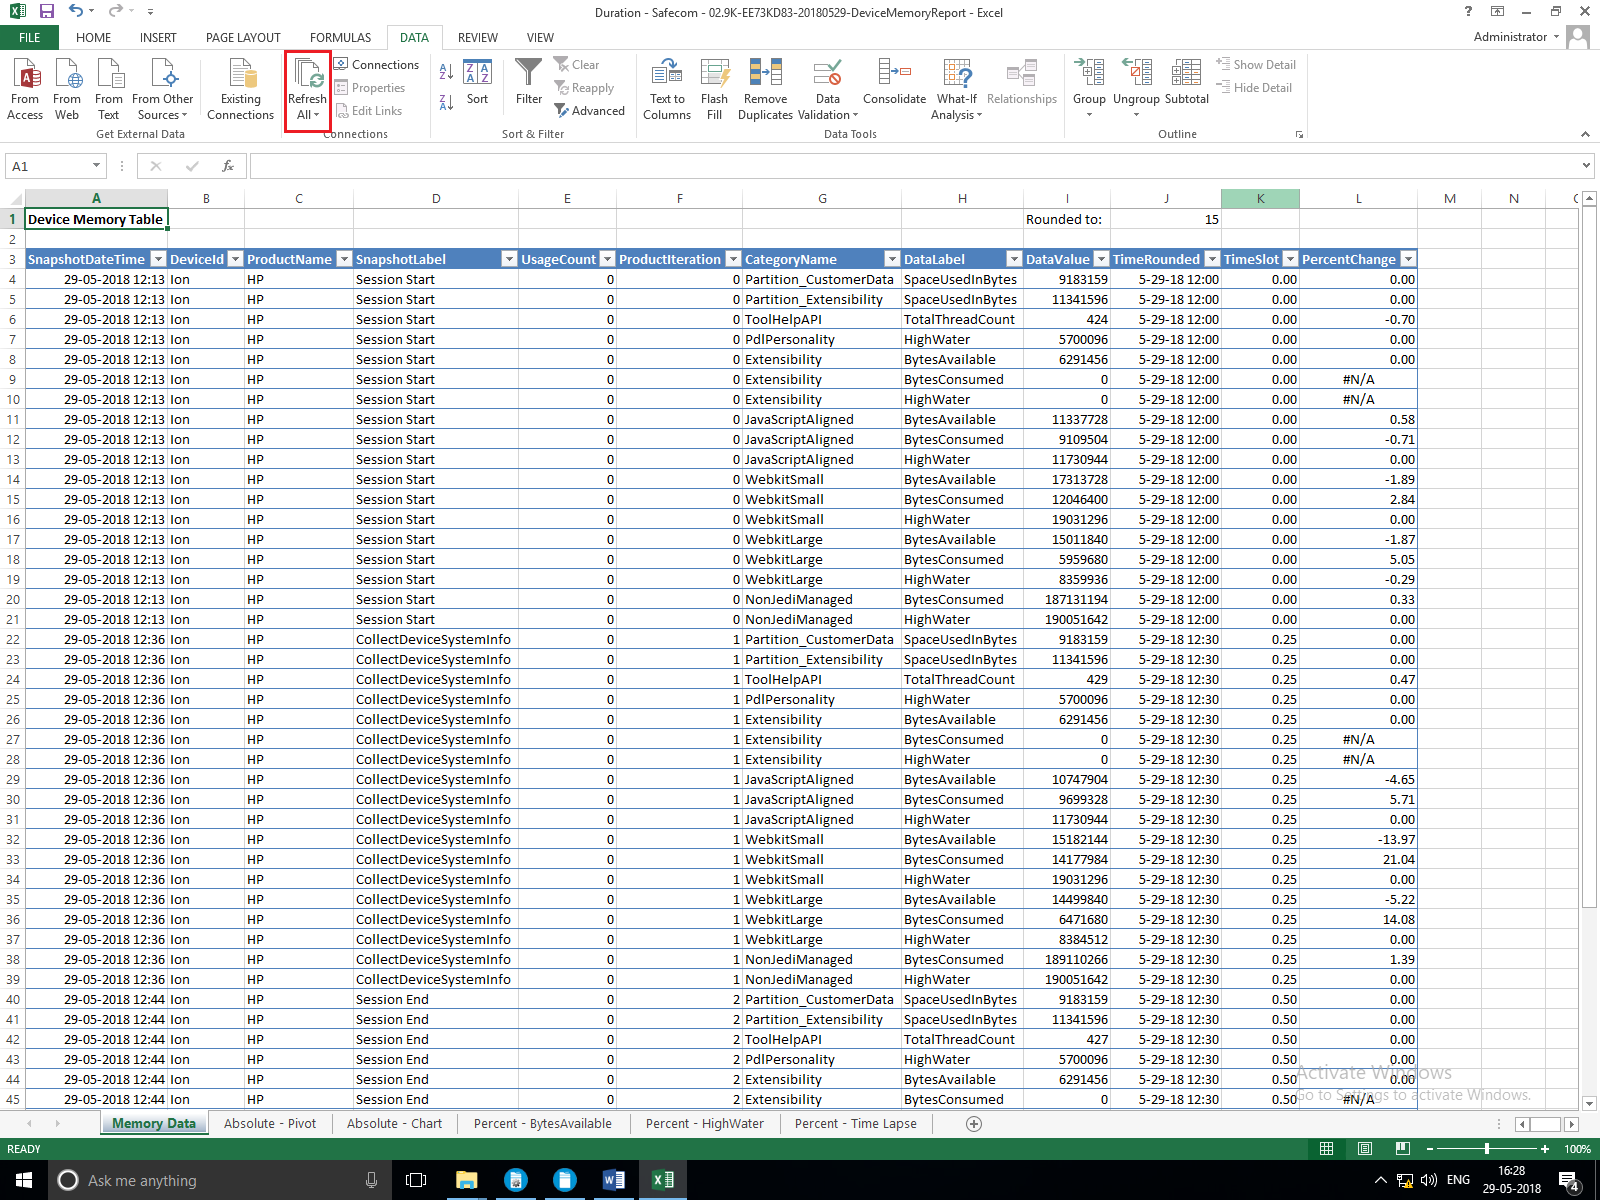 Duration - Safecom - 02.9K-EE73KD83-20180529-DeviceMemoryReport - Excel
FILE HOME INSERT PAGE LAYOUT FORMULAS DATA REVIEW VIEW Administrator
From Access
From Web
From Text
From Other Sources
Existing Connections
Refresh All
Connections
Properties
Edit Links
Sort
Filter
Clear
Reapply
Advanced
Text to Columns
Flash Fill
Remove Duplicates
Data Validation
Consolidate
What-If Analysis
Relationships
Group
Ungroup
Subtotal
Show Detail
Hide Detail
Get External Data
Connections
Sort & Filter
Data Tools
Outline
A1 fx
A B C D E F G H I J K L M N
1 Device Memory Table Rounded to: 15
2
3 SnapshotDateTime DeviceId ProductName SnapshotLabel UsageCount ProductIteration CategoryName DataLabel DataValue TimeRounded TimeSlot PercentChange
4 29-05-2018 12:13 Ion HP Session Start 0 0 Partition_CustomerData SpaceUsedInBytes 9183159 5-29-18 12:00 0.00 0.00
5 29-05-2018 12:13 Ion HP Session Start 0 0 Partition_Extensibility SpaceUsedInBytes 11341596 5-29-18 12:00 0.00 0.00
6 29-05-2018 12:13 Ion HP Session Start 0 0 ToolHelpAPI TotalThreadCount 424 5-29-18 12:00 0.00 -0.70
7 29-05-2018 12:13 Ion HP Session Start 0 0 PdlPersonality HighWater 5700096 5-29-18 12:00 0.00 0.00
8 29-05-2018 12:13 Ion HP Session Start 0 0 Extensibility BytesAvailable 6291456 5-29-18 12:00 0.00 0.00
9 29-05-2018 12:13 Ion HP Session Start 0 0 Extensibility BytesConsumed 0 5-29-18 12:00 0.00 #N/A
10 29-05-2018 12:13 Ion HP Session Start 0 0 Extensibility HighWater 0 5-29-18 12:00 0.00 #N/A
11 29-05-2018 12:13 Ion HP Session Start 0 0 JavaScriptAligned BytesAvailable 11337728 5-29-18 12:00 0.00 0.58
12 29-05-2018 12:13 Ion HP Session Start 0 0 JavaScriptAligned BytesConsumed 9109504 5-29-18 12:00 0.00 -0.71
13 29-05-2018 12:13 Ion HP Session Start 0 0 JavaScriptAligned HighWater 11730944 5-29-18 12:00 0.00 0.00
14 29-05-2018 12:13 Ion HP Session Start 0 0 WebkitSmall BytesAvailable 17313728 5-29-18 12:00 0.00 -1.89
15 29-05-2018 12:13 Ion HP Session Start 0 0 WebkitSmall BytesConsumed 12046400 5-29-18 12:00 0.00 2.84
16 29-05-2018 12:13 Ion HP Session Start 0 0 WebkitSmall HighWater 19031296 5-29-18 12:00 0.00 0.00
17 29-05-2018 12:13 Ion HP Session Start 0 0 WebkitLarge BytesAvailable 15011840 5-29-18 12:00 0.00 -1.87
18 29-05-2018 12:13 Ion HP Session Start 0 0 WebkitLarge BytesConsumed 5959680 5-29-18 12:00 0.00 5.05
19 29-05-2018 12:13 Ion HP Session Start 0 0 WebkitLarge HighWater 8359936 5-29-18 12:00 0.00 -0.29
20 29-05-2018 12:13 Ion HP Session Start 0 0 NonJediManaged BytesConsumed 187131194 5-29-18 12:00 0.00 0.33
21 29-05-2018 12:13 Ion HP Session Start 0 0 NonJediManaged HighWater 190051642 5-29-18 12:00 0.00 0.00
22 29-05-2018 12:36 Ion HP CollectDeviceSystemInfo 0 1 Partition_CustomerData SpaceUsedInBytes 9183159 5-29-18 12:30 0.25 0.00
23 29-05-2018 12:36 Ion HP CollectDeviceSystemInfo 0 1 Partition_Extensibility SpaceUsedInBytes 11341596 5-29-18 12:30 0.25 0.00
24 29-05-2018 12:36 Ion HP CollectDeviceSystemInfo 0 1 ToolHelpAPI TotalThreadCount 429 5-29-18 12:30 0.25 0.47
25 29-05-2018 12:36 Ion HP CollectDeviceSystemInfo 0 1 PdlPersonality HighWater 5700096 5-29-18 12:30 0.25 0.00
26 29-05-2018 12:36 Ion HP CollectDeviceSystemInfo 0 1 Extensibility BytesAvailable 6291456 5-29-18 12:30 0.25 0.00
27 29-05-2018 12:36 Ion HP CollectDeviceSystemInfo 0 1 Extensibility BytesConsumed 0 5-29-18 12:30 0.25 #N/A
28 29-05-2018 12:36 Ion HP CollectDeviceSystemInfo 0 1 Extensibility HighWater 0 5-29-18 12:30 0.25 #N/A
29 29-05-2018 12:36 Ion HP CollectDeviceSystemInfo 0 1 JavaScriptAligned BytesAvailable 10747904 5-29-18 12:30 0.25 -4.65
30 29-05-2018 12:36 Ion HP CollectDeviceSystemInfo 0 1 JavaScriptAligned BytesConsumed 9699328 5-29-18 12:30 0.25 5.71
31 29-05-2018 12:36 Ion HP CollectDeviceSystemInfo 0 1 JavaScriptAligned HighWater 11730944 5-29-18 12:30 0.25 0.00
32 29-05-2018 12:36 Ion HP CollectDeviceSystemInfo 0 1 WebkitSmall BytesAvailable 15182144 5-29-18 12:30 0.25 -13.97
33 29-05-2018 12:36 Ion HP CollectDeviceSystemInfo 0 1 WebkitSmall BytesConsumed 14177984 5-29-18 12:30 0.25 21.04
34 29-05-2018 12:36 Ion HP CollectDeviceSystemInfo 0 1 WebkitSmall HighWater 19031296 5-29-18 12:30 0.25 0.00
35 29-05-2018 12:36 Ion HP CollectDeviceSystemInfo 0 1 WebkitLarge BytesAvailable 14499840 5-29-18 12:30 0.25 -5.22
36 29-05-2018 12:36 Ion HP CollectDeviceSystemInfo 0 1 WebkitLarge BytesConsumed 6471680 5-29-18 12:30 0.25 14.08
37 29-05-2018 12:36 Ion HP CollectDeviceSystemInfo 0 1 WebkitLarge HighWater 8384512 5-29-18 12:30 0.25 0.00
38 29-05-2018 12:36 Ion HP CollectDeviceSystemInfo 0 1 NonJediManaged BytesConsumed 189110266 5-29-18 12:30 0.25 1.39
39 29-05-2018 12:36 Ion HP CollectDeviceSystemInfo 0 1 NonJediManaged HighWater 190051642 5-29-18 12:30 0.25 0.00
40 29-05-2018 12:44 Ion HP Session End 0 2 Partition_CustomerData SpaceUsedInBytes 9183159 5-29-18 12:30 0.50 0.00
41 29-05-2018 12:44 Ion HP Session End 0 2 Partition_Extensibility SpaceUsedInBytes 11341596 5-29-18 12:30 0.50 0.00
42 29-05-2018 12:44 Ion HP Session End 0 2 ToolHelpAPI TotalThreadCount 427 5-29-18 12:30 0.50 0.00
43 29-05-2018 12:44 Ion HP Session End 0 2 PdlPersonality HighWater 5700096 5-29-18 12:30 0.50 0.00
44 29-05-2018 12:44 Ion HP Session End 0 2 Extensibility BytesAvailable 6291456 5-29-18 12:30 0.50 0.00
45 29-05-2018 12:44 Ion HP Session End 0 2 Extensibility BytesConsumed 0 5-29-18 12:30 0.50 #N/A
Activate Windows
Go to Settings to activate Windows.
Memory Data Absolute - Pivot Absolute - Chart Percent - BytesAvailable Percent - HighWater Percent - Time Lapse
READY 100%
Ask me anything ENG 16:28
29-05-2018 4